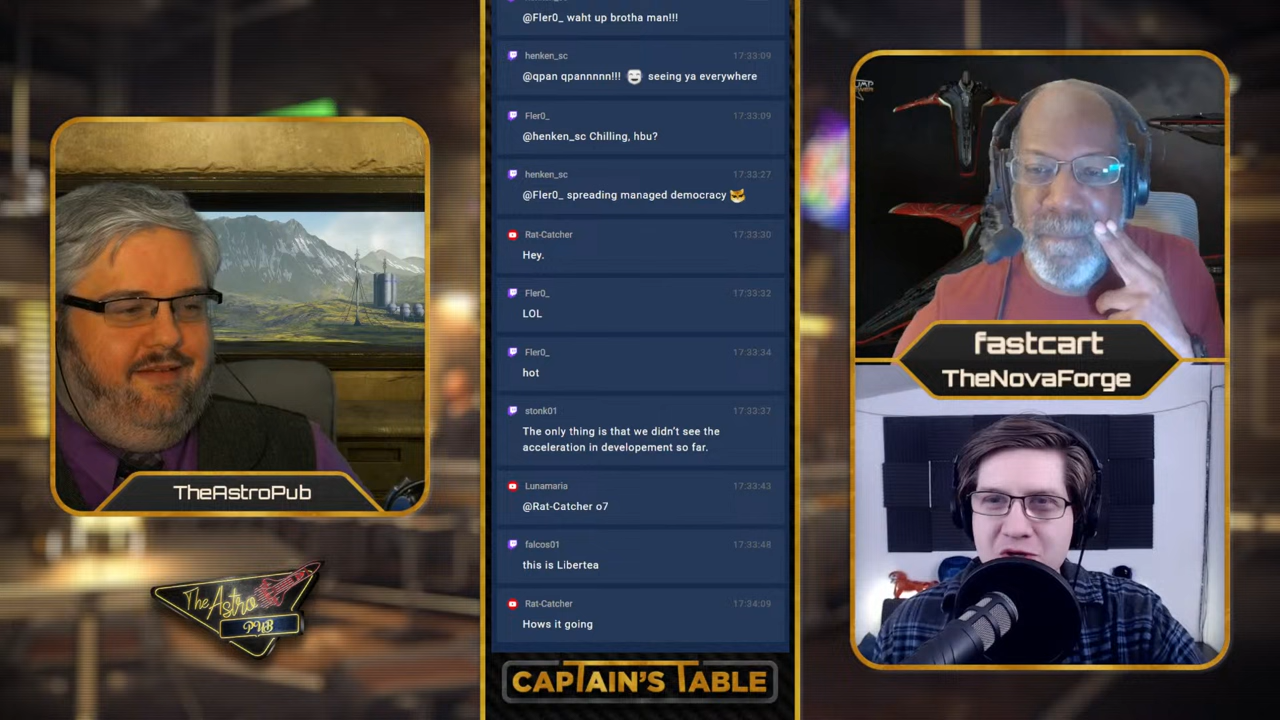 @Fler0_ waht up brotha man!!!
henken_sc 17:33:09
@qpan qpannnnn!!! seeing ya everywhere
Fler0_ 17:33:09
@henken_sc Chilling, hbu?
henken_sc 17:33:27
@Fler0_ spreading managed democracy
Rat-Catcher 17:33:30
Hey.
Fler0_ 17:33:32
LOL
Fler0_ 17:33:34
hot
stonk01 17:33:37
The only thing is that we didn't see the
acceleration in developement so far.
Lunamaria 17:33:43
@Rat-Catcher o7
falcos01 17:33:48
this is Libertea
Rat-Catcher 17:34:09
Hows it going
CAPTAIN'S TABLE
TheAstroPub
The Astro
PUB
fastcart
TheNovaForge